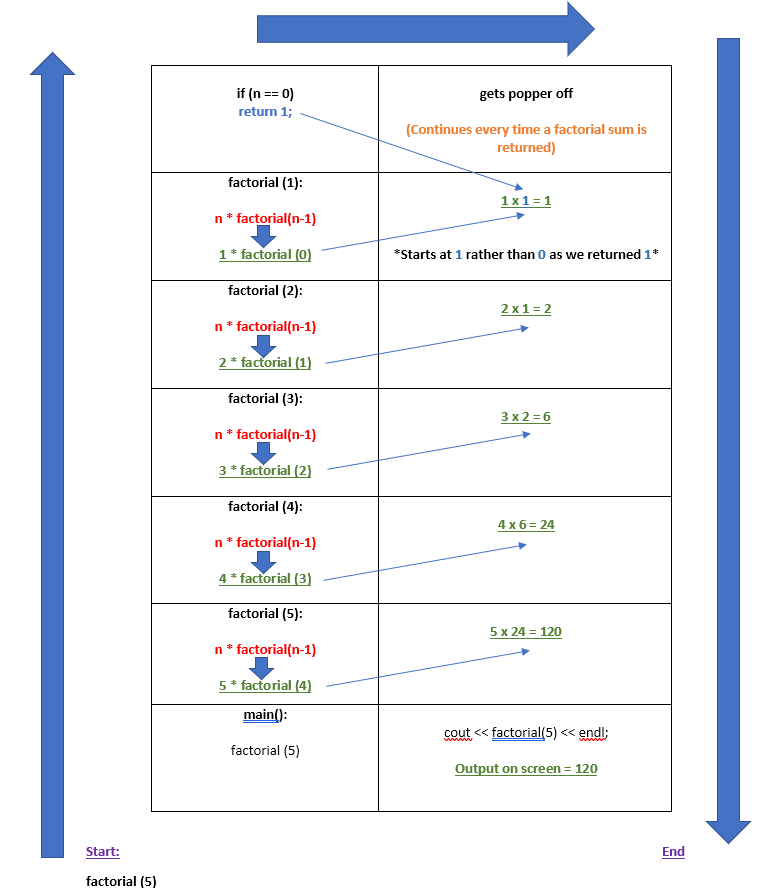 if (n == 0)
return 1;
gets popper off
(Continues every time a factorial sum is
returned)
factorial (1):
n * factorial(n-1)
1 * factorial (0)
1 x 1 = 1
*Starts at 1 rather than 0 as we returned 1*
factorial (2):
n * factorial(n-1)
2 * factorial (1)
2 x 1 = 2
factorial (3):
n * factorial(n-1)
3 * factorial (2)
3 x 2 = 6
factorial (4):
n * factorial(n-1)
4 * factorial (3)
4 x 6 = 24
factorial (5):
n * factorial(n-1)
5 * factorial (4)
5 x 24 = 120
main():
factorial (5)
cout << factorial(5) << endl;
Output on screen = 120
Start:
End
factorial (5)